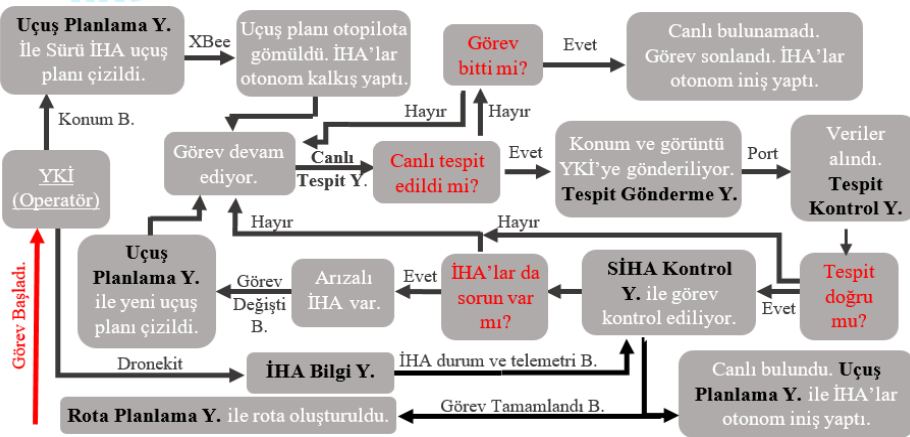 Uçuş Planlama Y.
İle Sürü İHA uçuş
planı çizildi.
XBee
Uçuş planı otopilota
gömüldü. İHA’lar
otonom kalkış yaptı.
Görev
bitti mi?
Evet
Canlı bulunamadı.
Görev sonlandı. İHA’lar
otonom iniş yaptı.
Konum B.
Hayır
Hayır
YKİ
(Operatör)
Görev devam
ediyor.
Canlı
Tespit Y.
Canlı tespit
edildi mi?
Evet
Konum ve görüntü
YKİ’ye gönderiliyor.
Tespit Gönderme Y.
Port
Veriler
alındı.
Tespit
Kontrol Y.
Hayır
Hayır
Görev Başladı.
Uçuş
Planlama Y.
ile yeni uçuş
planı çizildi.
Görev
Değişti
B.
Arızalı
İHA var.
Evet
İHA’lar da
sorun var
mı?
SİHA Kontrol
Y. ile görev
kontrol ediliyor.
Evet
Tespit
doğru
mu?
Dronekit
İHA Bilgi Y.
İHA durum ve telemetri B.
Canlı bulundu. Uçuş
Planlama Y. ile İHA’lar
otonom iniş yaptı.
Rota Planlama Y. ile rota oluşturuldu.
Görev Tamamlandı B.